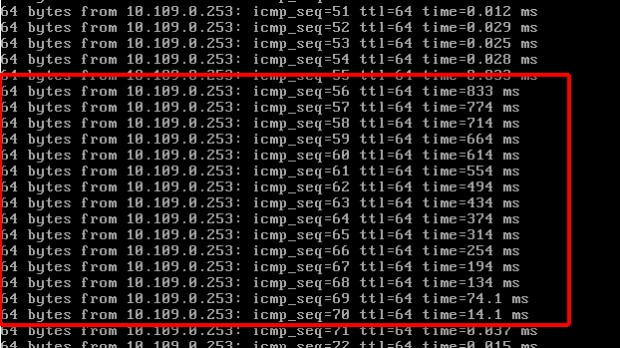 64 bytes from 10.109.0.253: icmp_seq=51 ttl=64 time=0.012 ms
64 bytes from 10.109.0.253: icmp_seq=52 ttl=64 time=0.029 ms
64 bytes from 10.109.0.253: icmp_seq=53 ttl=64 time=0.025 ms
64 bytes from 10.109.0.253: icmp_seq=54 ttl=64 time=0.028 ms
64 bytes from 10.109.0.253: icmp_seq=55
64 bytes from 10.109.0.253: icmp_seq=56 ttl=64 time=833 ms
64 bytes from 10.109.0.253: icmp_seq=57 ttl=64 time=774 ms
64 bytes from 10.109.0.253: icmp_seq=58 ttl=64 time=714 ms
64 bytes from 10.109.0.253: icmp_seq=59 ttl=64 time=664 ms
64 bytes from 10.109.0.253: icmp_seq=60 ttl=64 time=614 ms
64 bytes from 10.109.0.253: icmp_seq=61 ttl=64 time=554 ms
64 bytes from 10.109.0.253: icmp_seq=62 ttl=64 time=494 ms
64 bytes from 10.109.0.253: icmp_seq=63 ttl=64 time=434 ms
64 bytes from 10.109.0.253: icmp_seq=64 ttl=64 time=374 ms
64 bytes from 10.109.0.253: icmp_seq=65 ttl=64 time=314 ms
64 bytes from 10.109.0.253: icmp_seq=66 ttl=64 time=254 ms
64 bytes from 10.109.0.253: icmp_seq=67 ttl=64 time=194 ms
64 bytes from 10.109.0.253: icmp_seq=68 ttl=64 time=134 ms
64 bytes from 10.109.0.253: icmp_seq=69 ttl=64 time=74.1 ms
64 bytes from 10.109.0.253: icmp_seq=70 ttl=64 time=14.1 ms
64 bytes from 10.109.0.253: icmp_seq=71 ttl=64 time=0.037 ms
64 bytes from 10.109.0.253: icmp_seq=72 ttl=64 time=0.015 ms